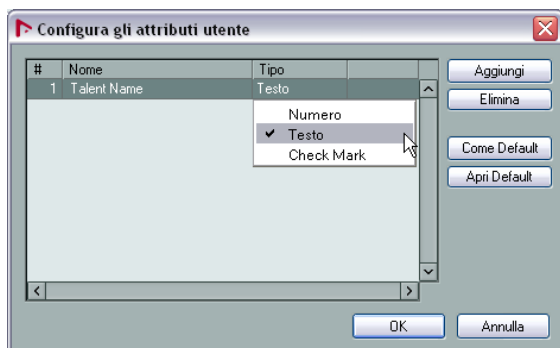 Configura gli attributi utente
# Nome Tipo
1 Talent Name Testo
Numero
Testo
Check Mark
Aggiungi
Elimina
Come Default
Apri Default
OK Annulla